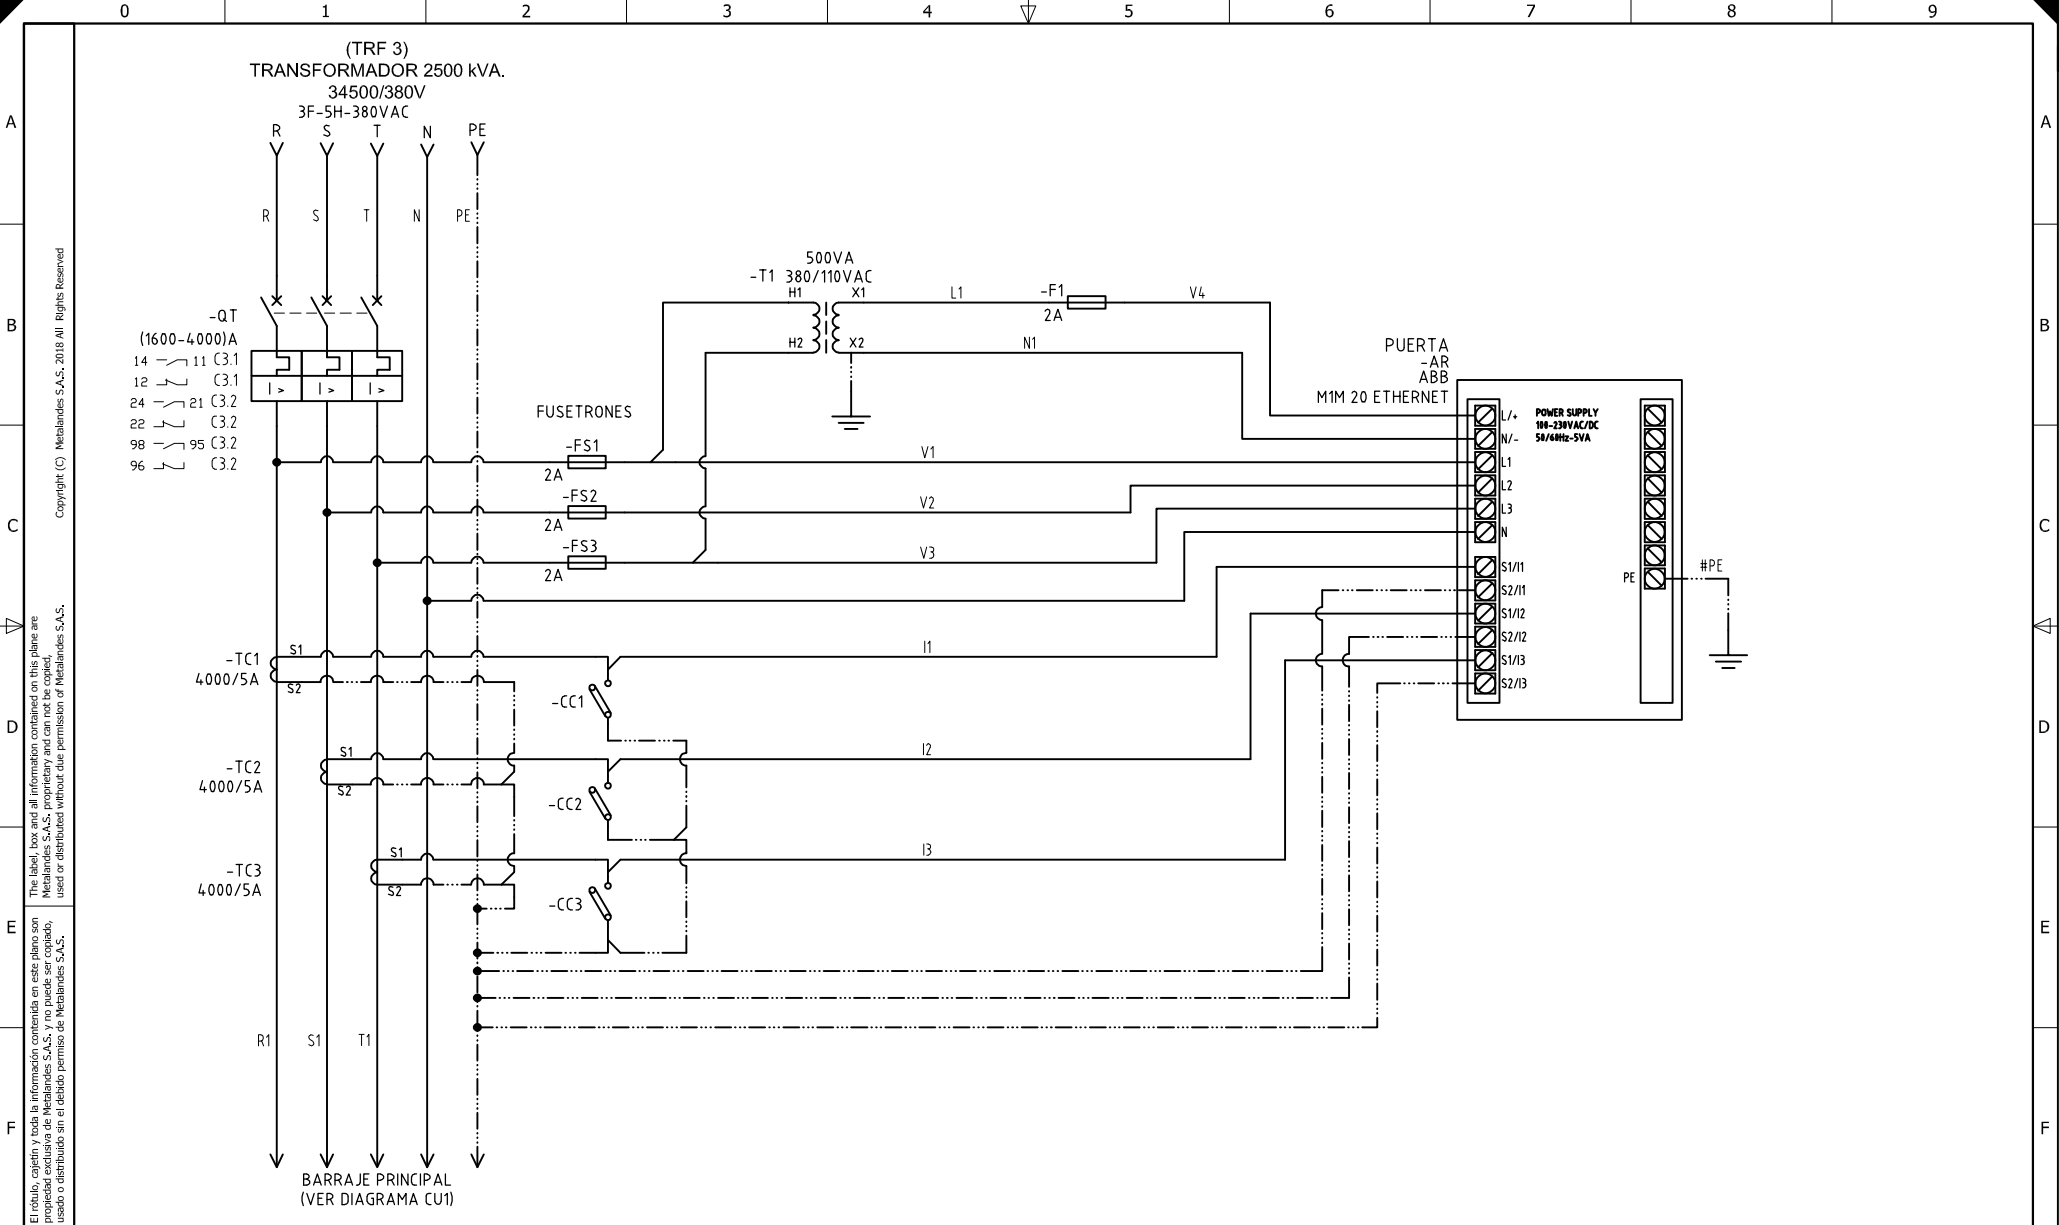 0 1 2 3 4 5 6 7 8 9
(TRF 3)
TRANSFORMADOR 2500 kVA.
34500/380V
3F-5H-380VAC
A A
R S T N PE
R S T N PE
500VA
-T1 380/110VAC
H1 X1 L1 -F1 V4
2A
H2 X2 N1
B B
-QT
(1600-4000)A
14 11 C3.1
12 C3.1
24 21 C3.2
22 C3.2
98 95 C3.2
96 C3.2
I > I > I >
PUERTA
-AR
ABB
M1M 20 ETHERNET
POWER SUPPLY
100-230VAC/DC
50/60Hz-5VA
L/+
N/-
L1
L2
L3
N
S1/I1
S2/I1
S1/I2
S2/I2
S1/I3
S2/I3
PE #PE
FUSETRONES
-FS1
2A
V1
-FS2
2A
V2
C C
-FS3
2A
V3
-TC1
4000/5A
S1
S2
I1
-CC1
D D
-TC2
4000/5A
S1
S2
I2
-CC2
-TC3
4000/5A
S1
S2
I3
-CC3
E E
R1 S1 T1
F F
BARRAJE PRINCIPAL
(VER DIAGRAMA CU1)
Copyright (C) Metalandes S.A.S. 2018 All Rights Reserved
The label, box and all information contained on this plane are
Metalandes S.A.S. proprietary and can not be copied,
used or distributed without due permission of Metalandes S.A.S.
El rótulo, cajetín y toda la información contenida en este plano son
propiedad exclusiva de Metalandes S.A.S. y no puede ser copiado,
usado o distribuido sin el debido permiso de Metalandes S.A.S.